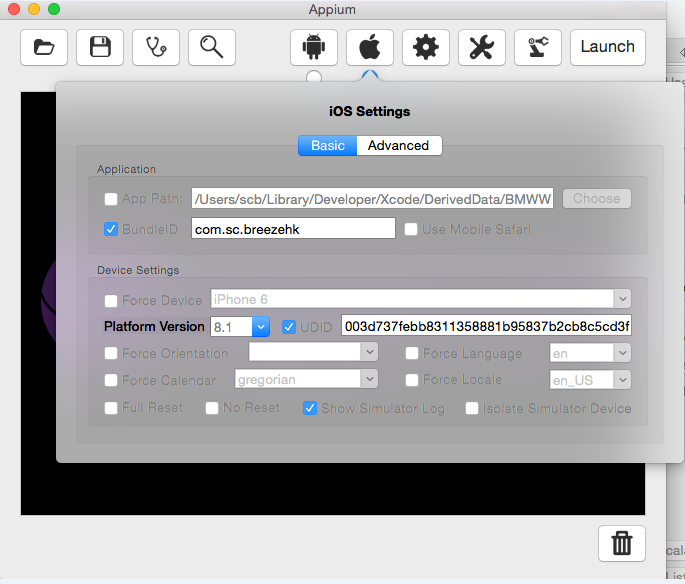 Appium
Launch
iOS Settings
Basic Advanced
Application
App Path: /Users/scb/Library/Developer/Xcode/DerivedData/BMWW Choose
BundleID com.sc.breezehk Use Mobile Safari
Device Settings
Force Device iPhone 6
Platform Version 8.1 UDID 003d737febb8311358881b95837b2cb8c5cd3f
Force Orientation Force Language en
Force Calendar gregorian Force Locale en_US
Full Reset No Reset Show Simulator Log Isolate Simulator Device
cala
List